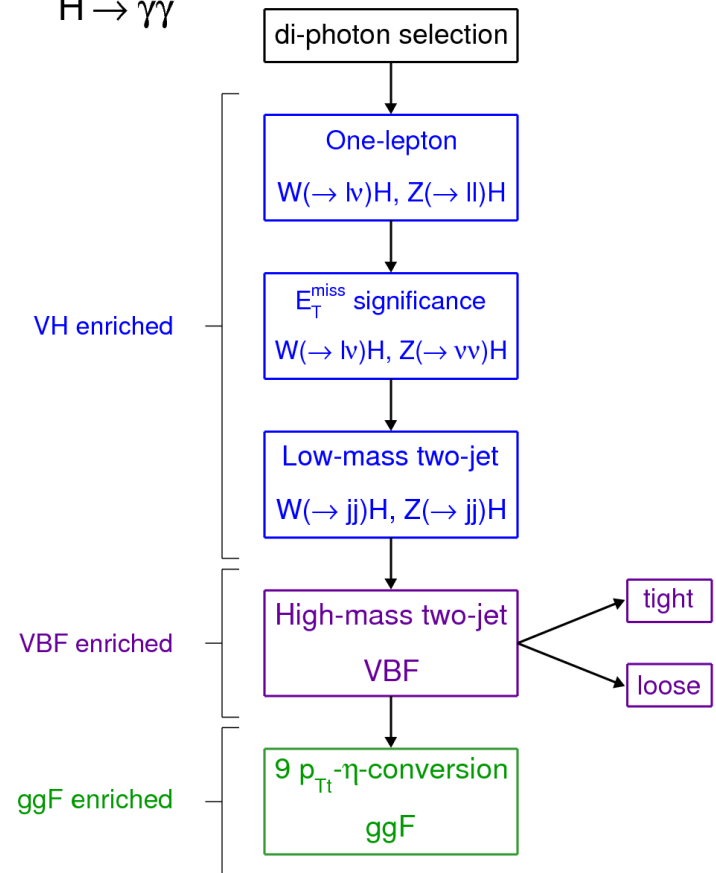 H → γγ
di-photon selection
One-lepton
W(→ lν)H, Z(→ ll)H
E_T^miss significance
W(→ lν)H, Z(→ νν)H
VH enriched
Low-mass two-jet
W(→ jj)H, Z(→ jj)H
High-mass two-jet
VBF
VBF enriched
tight
loose
9 p_Tt-η-conversion
ggF
ggF enriched